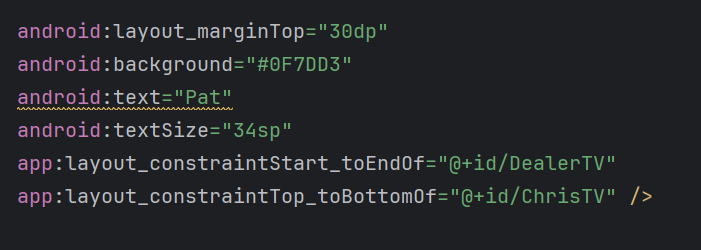 android:layout_marginTop="30dp"
android:background="#0F7DD3"
android:text="Pat"
android:textSize="34sp"
app:layout_constraintStart_toEndOf="@+id/DealerTV"
app:layout_constraintTop_toBottomOf="@+id/ChrisTV" />